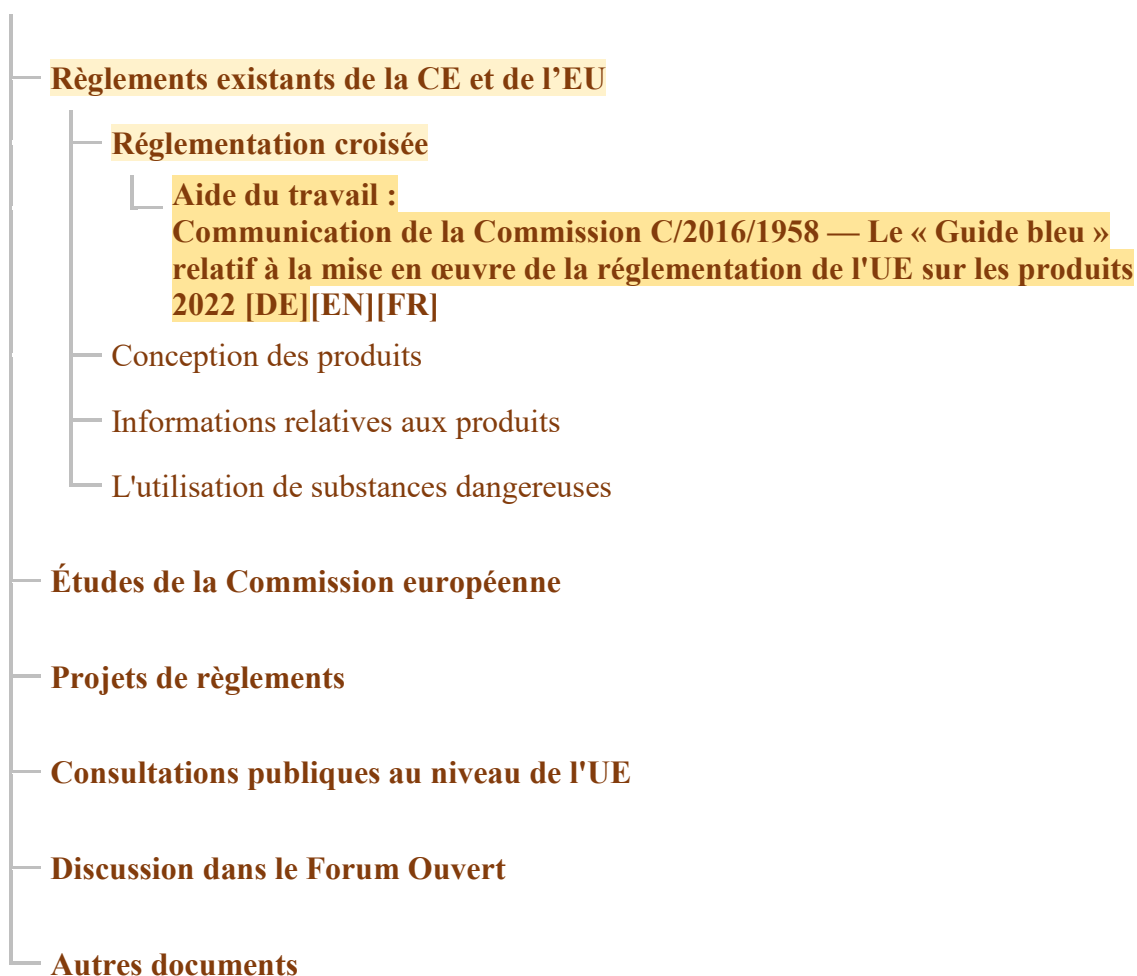 Règlements existants de la CE et de l’EU
Réglementation croisée
Aide du travail :
Communication de la Commission C/2016/1958 — Le « Guide bleu »
relatif à la mise en œuvre de la réglementation de l'UE sur les produits
2022 [DE][EN][FR]
Conception des produits
Informations relatives aux produits
L'utilisation de substances dangereuses
Études de la Commission européenne
Projets de règlements
Consultations publiques au niveau de l'UE
Discussion dans le Forum Ouvert
Autres documents